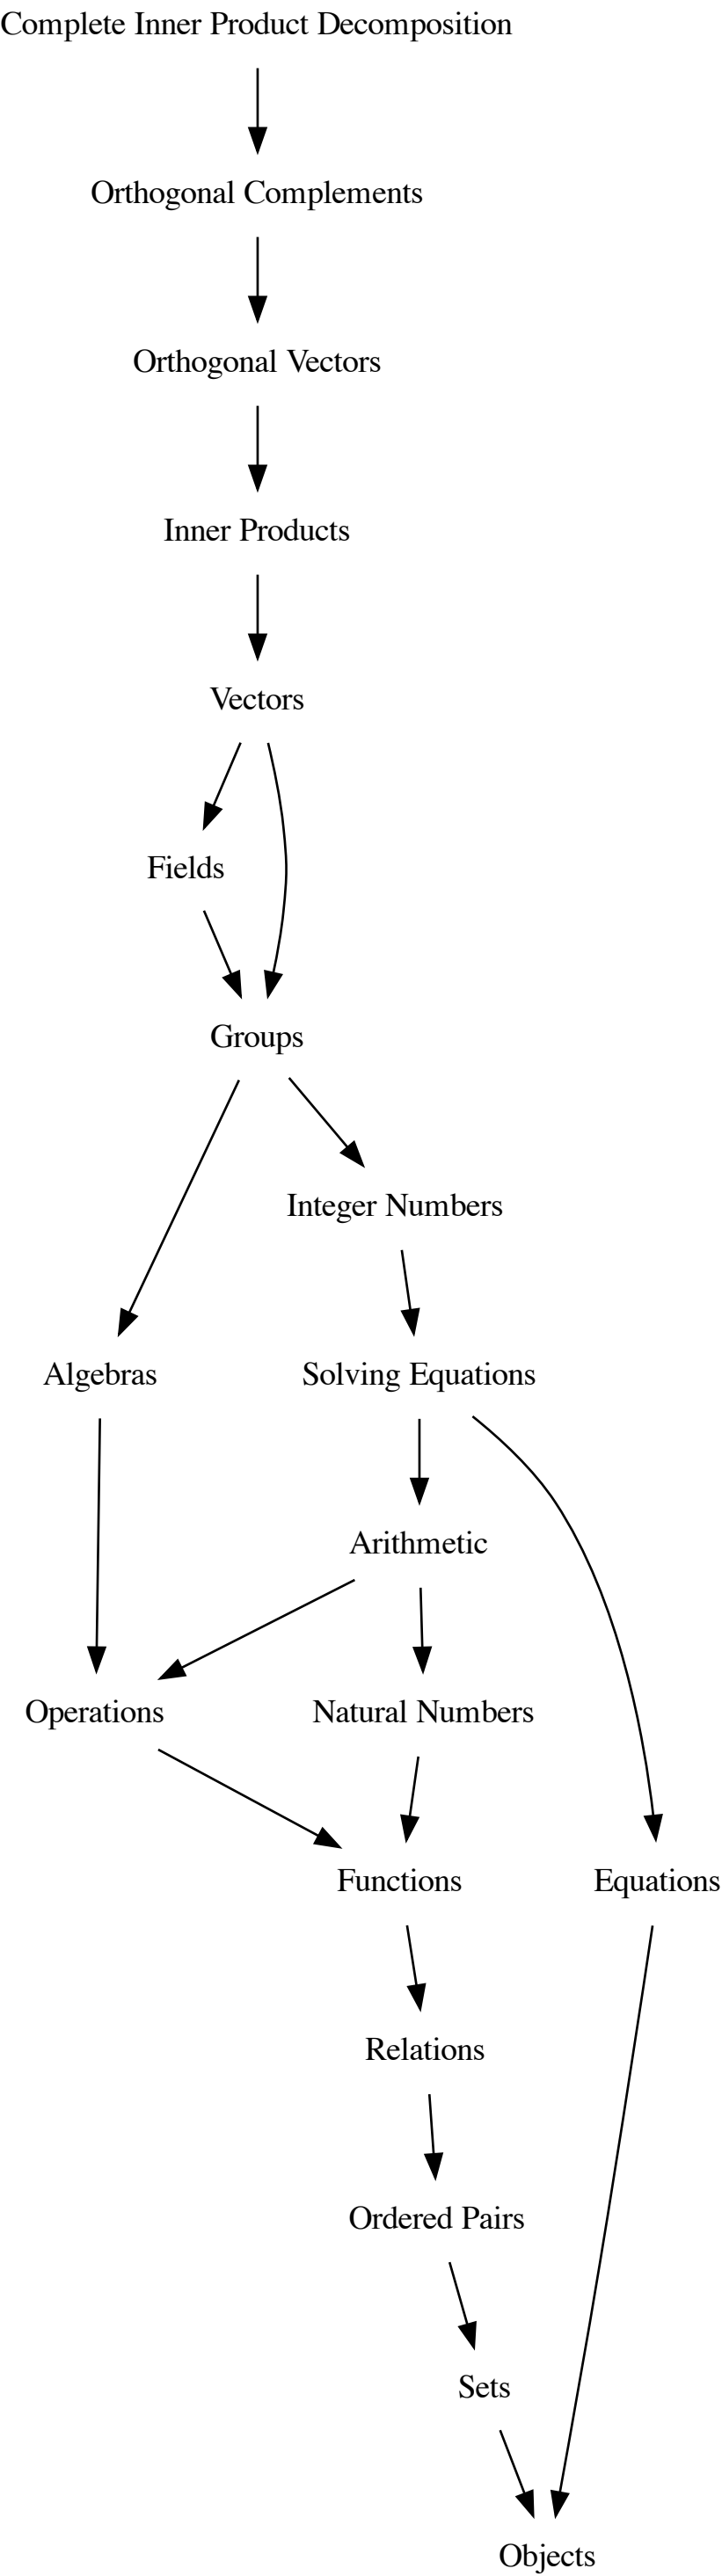 Complete Inner Product Decomposition
Orthogonal Complements
Orthogonal Vectors
Inner Products
Vectors
Fields
Groups
Integer Numbers
Algebras
Solving Equations
Arithmetic
Operations
Natural Numbers
Functions
Equations
Relations
Ordered Pairs
Sets
Objects